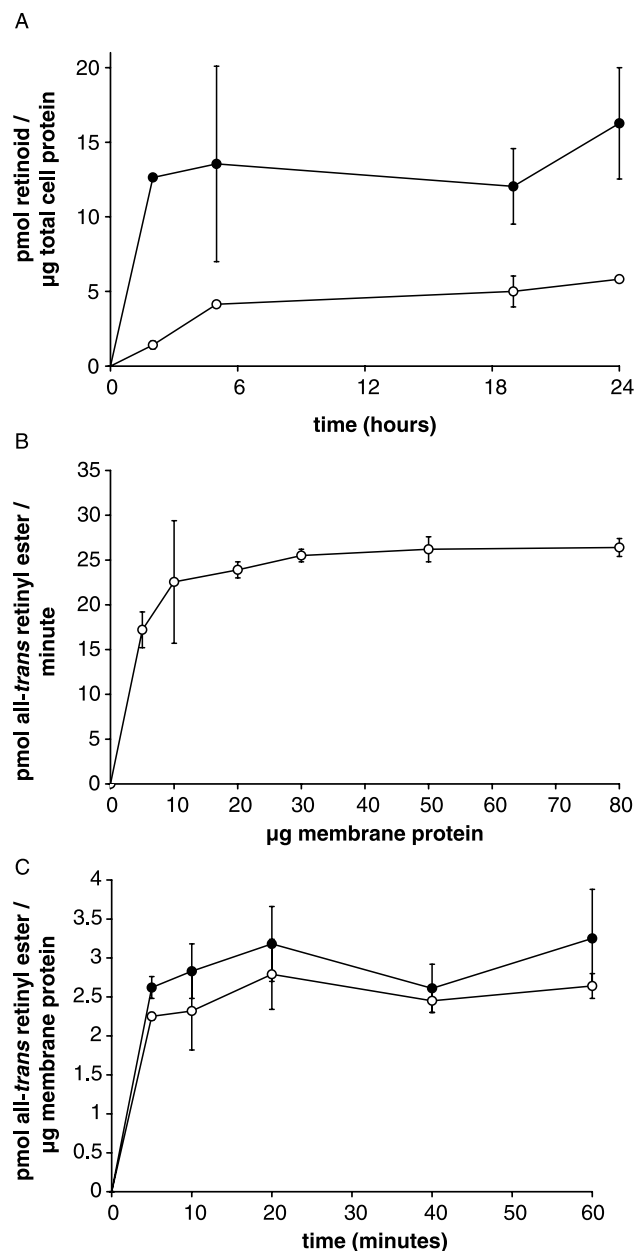 A
pmol retinoid /
µg total cell protein
20
15
10
5
0
0 6 12 18 24
time (hours)
B
pmol all-trans retinyl ester /
minute
35
30
25
20
15
10
5
0
0 10 20 30 40 50 60 70 80
µg membrane protein
C
pmol all-trans retinyl ester /
µg membrane protein
4
3.5
3
2.5
2
1.5
1
0.5
0
0 10 20 30 40 50 60
time (minutes)